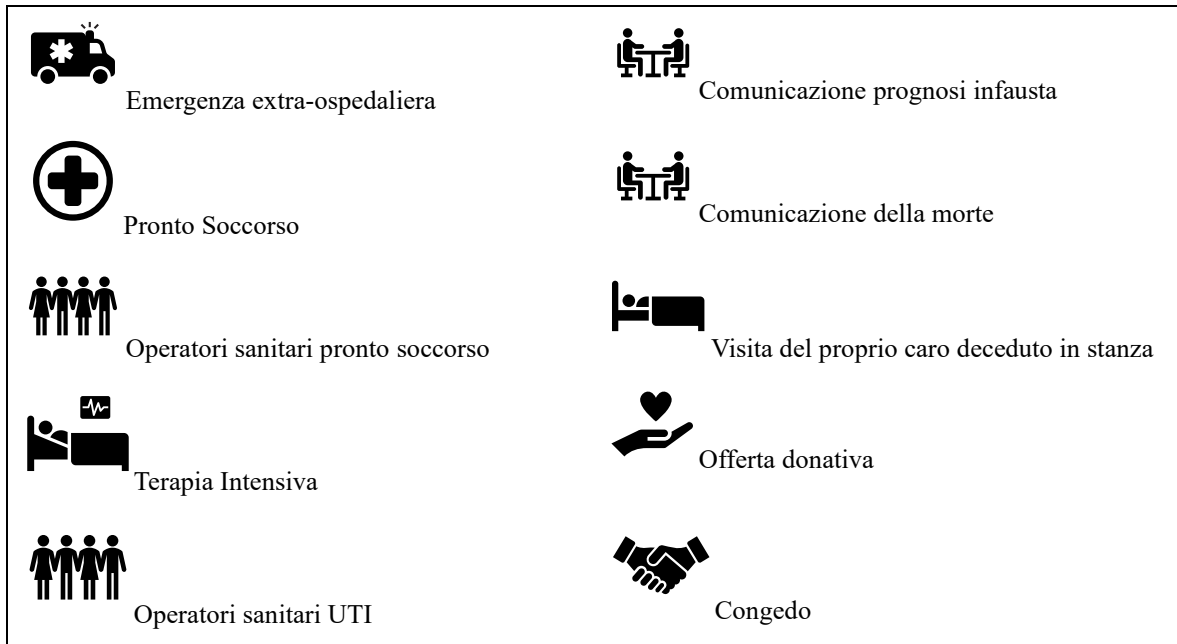 Emergenza extra-ospedaliera
Pronto Soccorso
Operatori sanitari pronto soccorso
Terapia Intensiva
Operatori sanitari UTI
Comunicazione prognosi infausta
Comunicazione della morte
Visita del proprio caro deceduto in stanza
Offerta donativa
Congedo